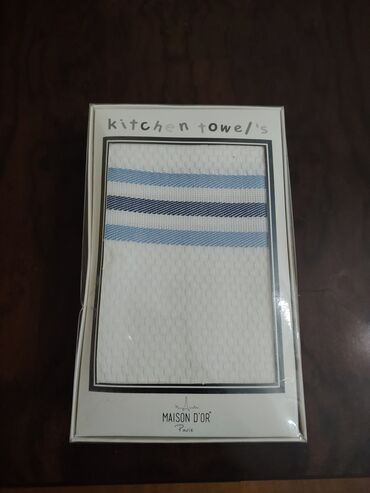 kitchen towel's
MAISON D'OR
Paris